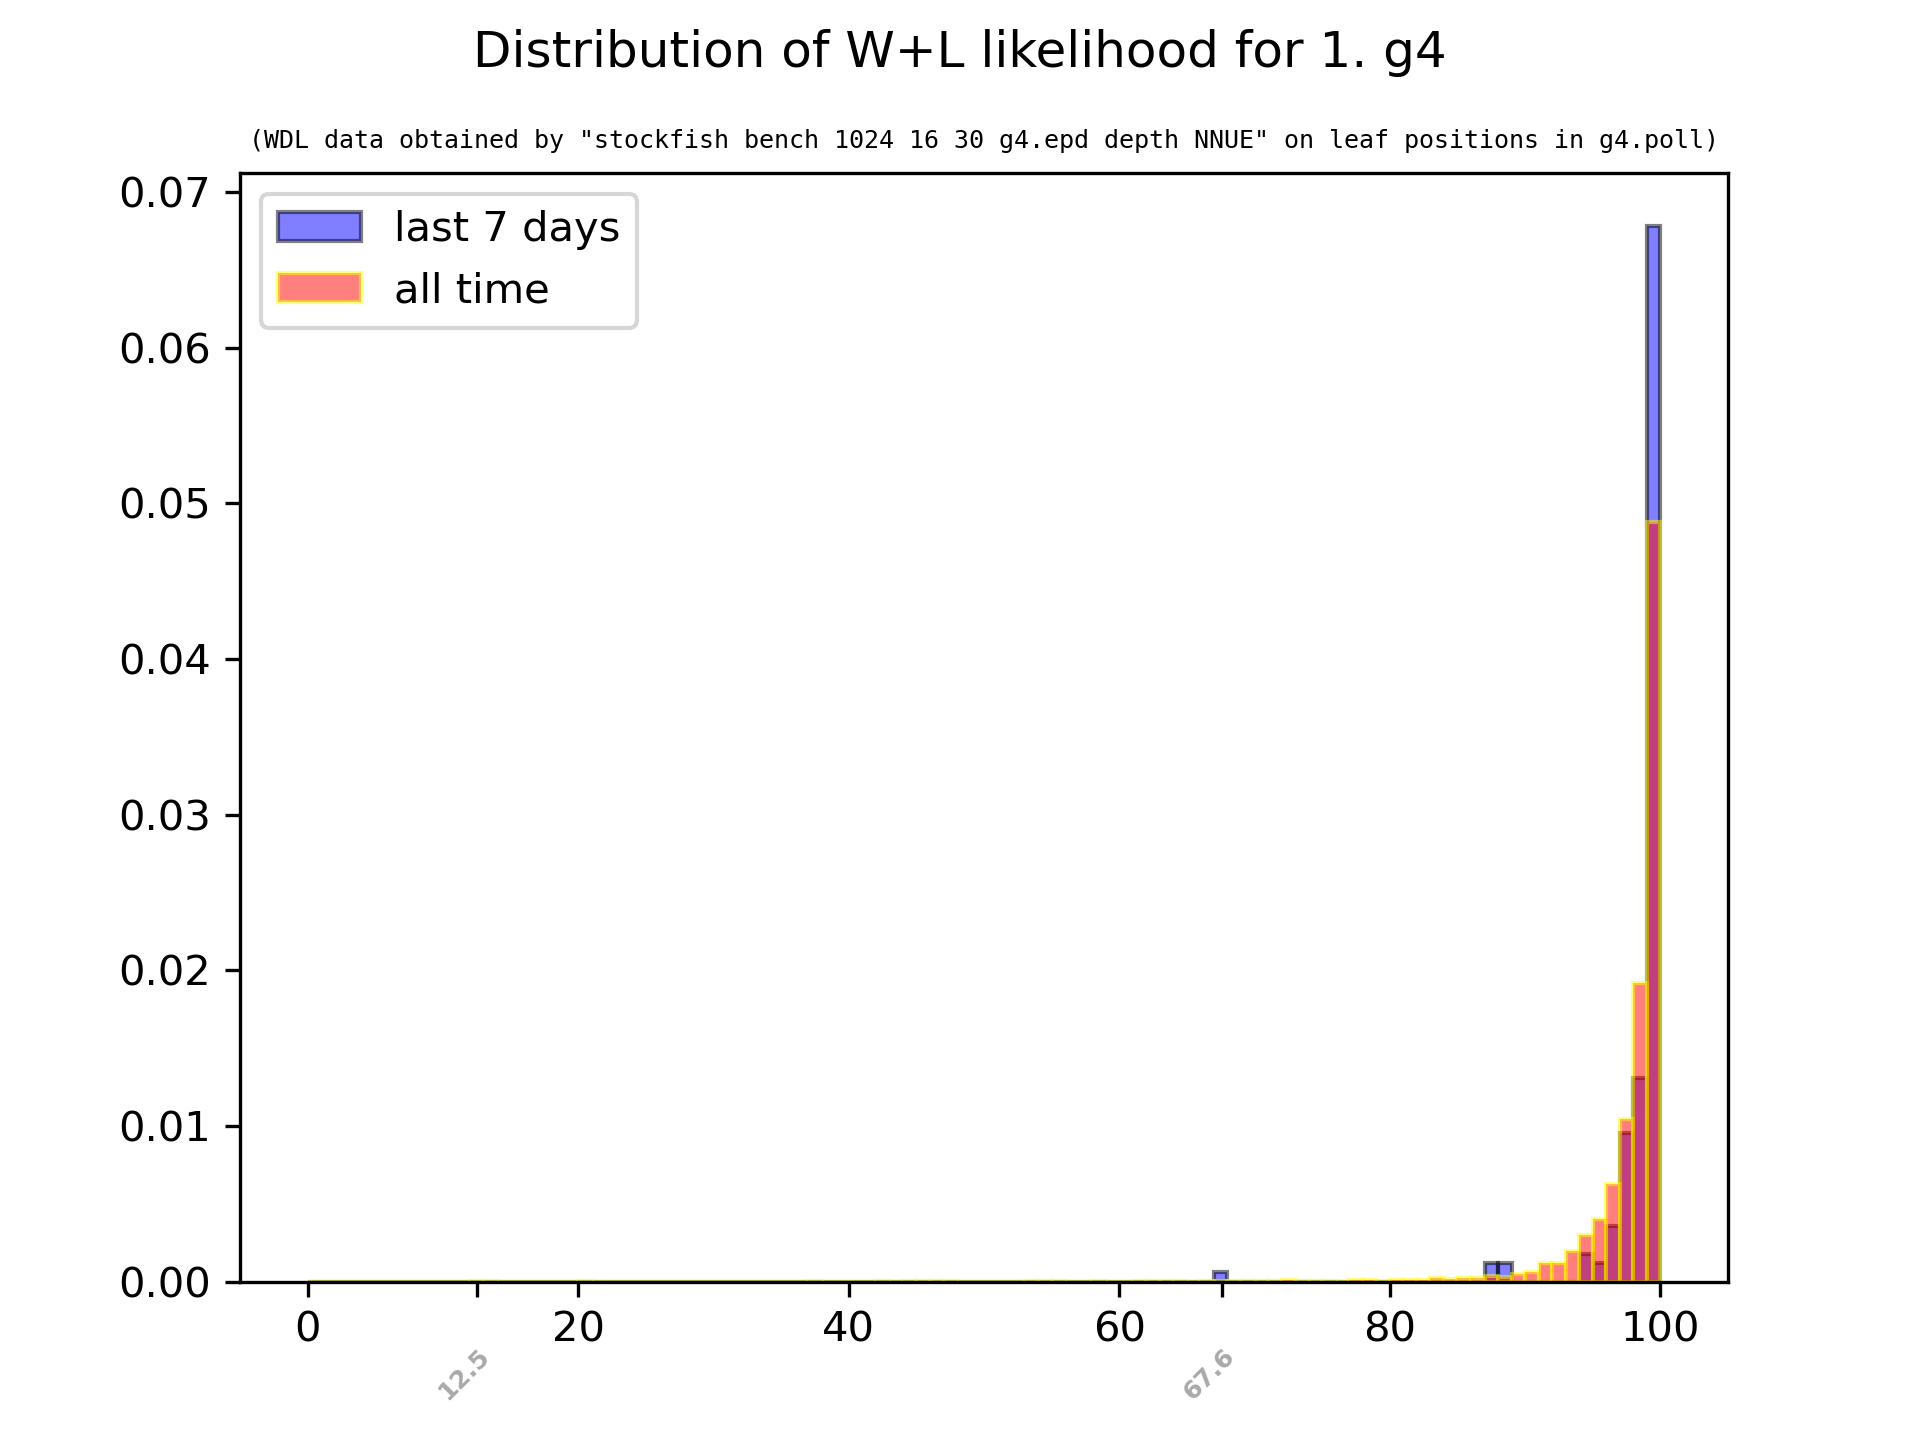 Distribution of W+L likelihood for 1. g4
(WDL data obtained by "stockfish bench 1024 16 30 g4.epd depth NNUE" on leaf positions in g4.poll)
last 7 days
all time
0.07
0.06
0.05
0.04
0.03
0.02
0.01
0.00
0 20 40 60 80 100
12.5 67.6